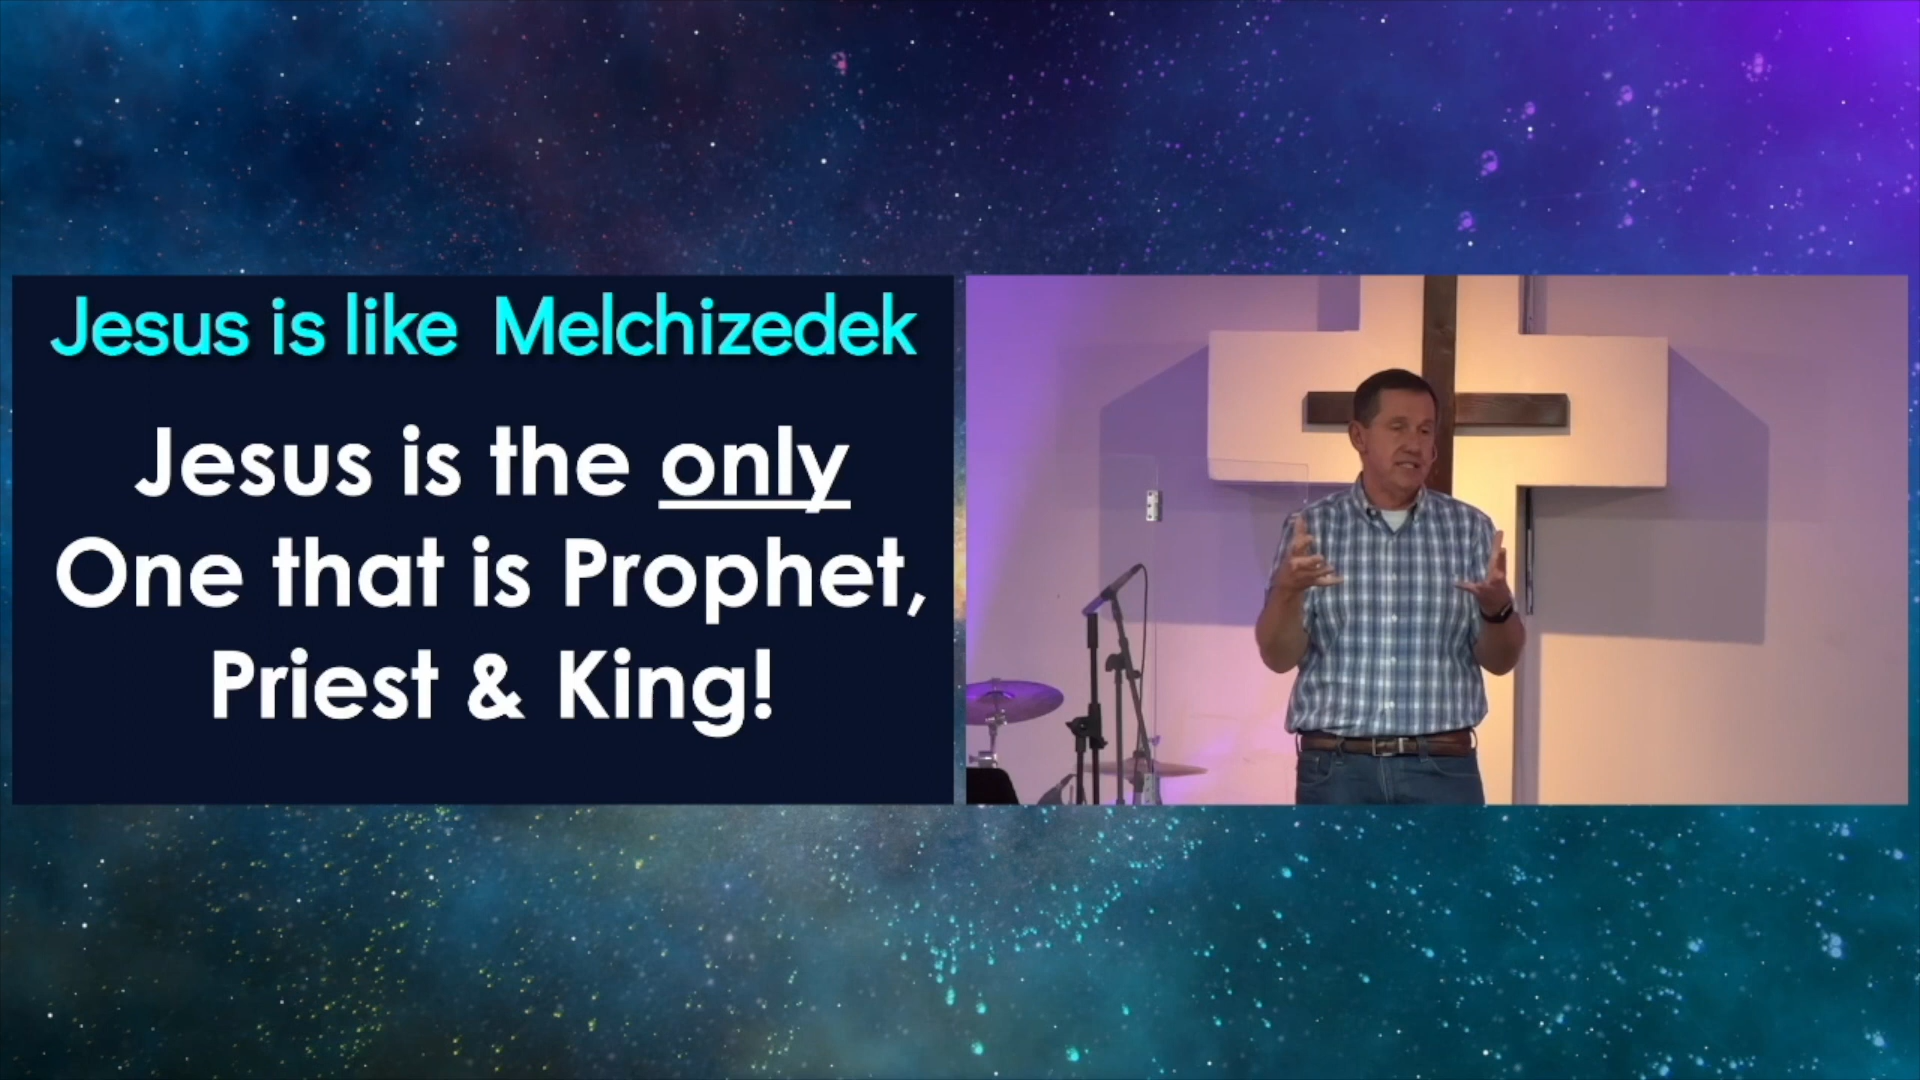 Jesus is like Melchizedek
Jesus is the only
One that is Prophet,
Priest & King!